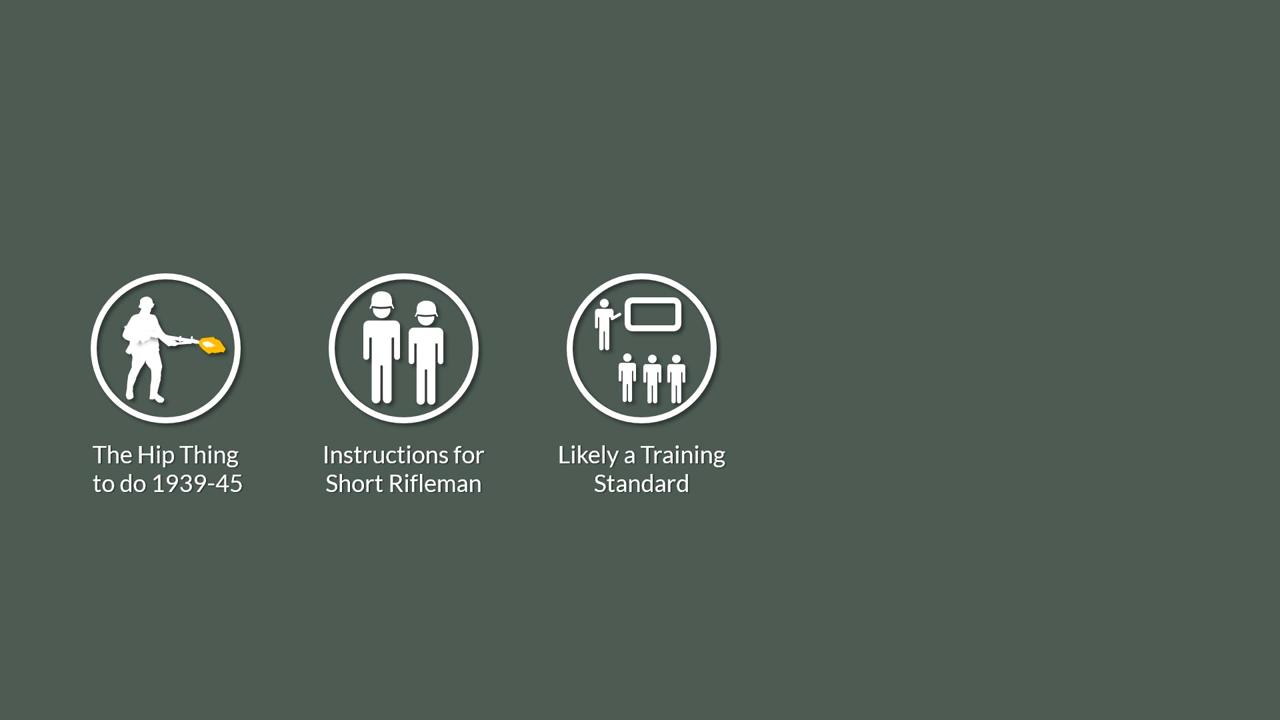 The Hip Thing
to do 1939-45
Instructions for
Short Rifleman
Likely a Training
Standard